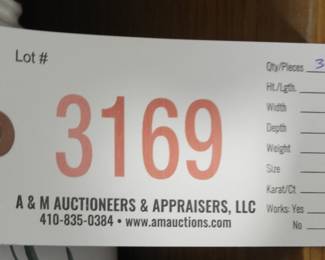 Lot #
3169
A & M AUCTIONEERS & APPRAISERS, LLC
410-835-0384 • www.amauctions.com
Qty/Pieces 3
Ht./Lgth.
Width
Depth
Weight
Size
Karat/Ct
Works: Yes
No